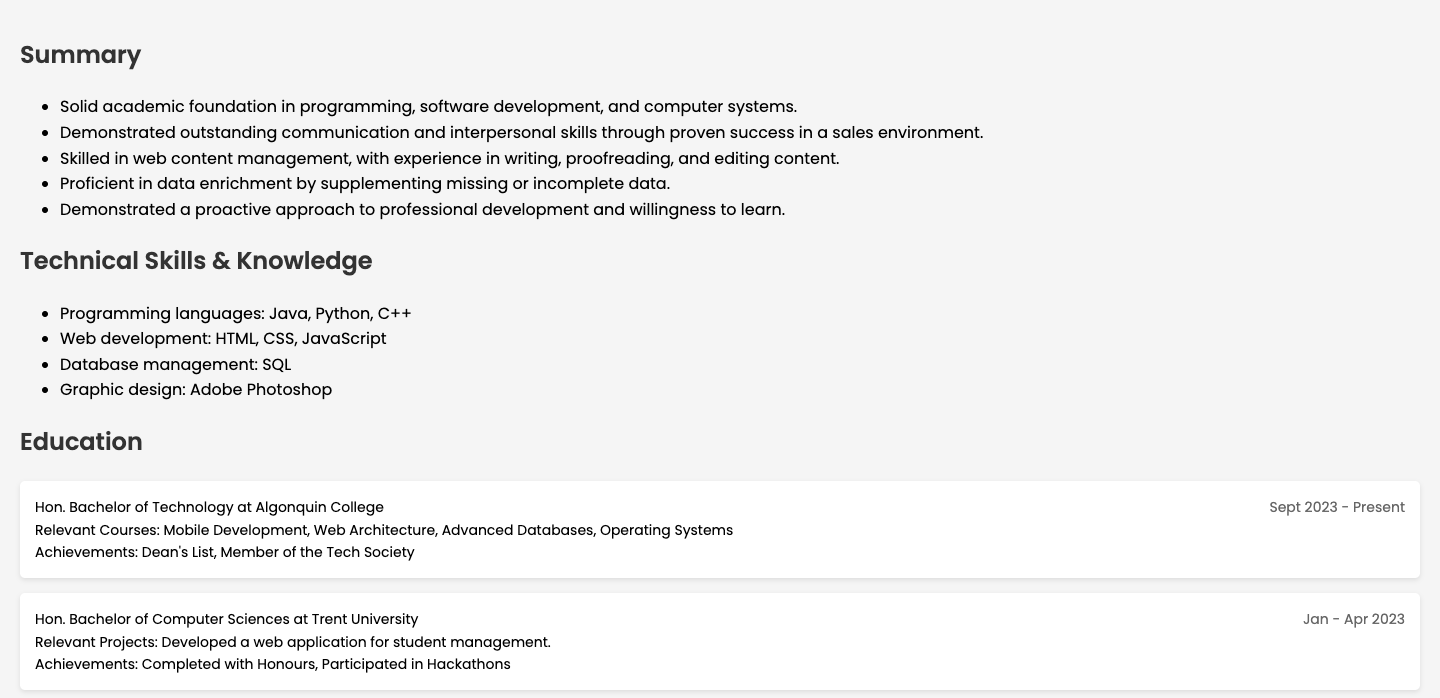 Summary
• Solid academic foundation in programming, software development, and computer systems.
• Demonstrated outstanding communication and interpersonal skills through proven success in a sales environment.
• Skilled in web content management, with experience in writing, proofreading, and editing content.
• Proficient in data enrichment by supplementing missing or incomplete data.
• Demonstrated a proactive approach to professional development and willingness to learn.
Technical Skills & Knowledge
• Programming languages: Java, Python, C++
• Web development: HTML, CSS, JavaScript
• Database management: SQL
• Graphic design: Adobe Photoshop
Education
Hon. Bachelor of Technology at Algonquin College Sept 2023 - Present
Relevant Courses: Mobile Development, Web Architecture, Advanced Databases, Operating Systems
Achievements: Dean's List, Member of the Tech Society
Hon. Bachelor of Computer Sciences at Trent University Jan - Apr 2023
Relevant Projects: Developed a web application for student management.
Achievements: Completed with Honours, Participated in Hackathons